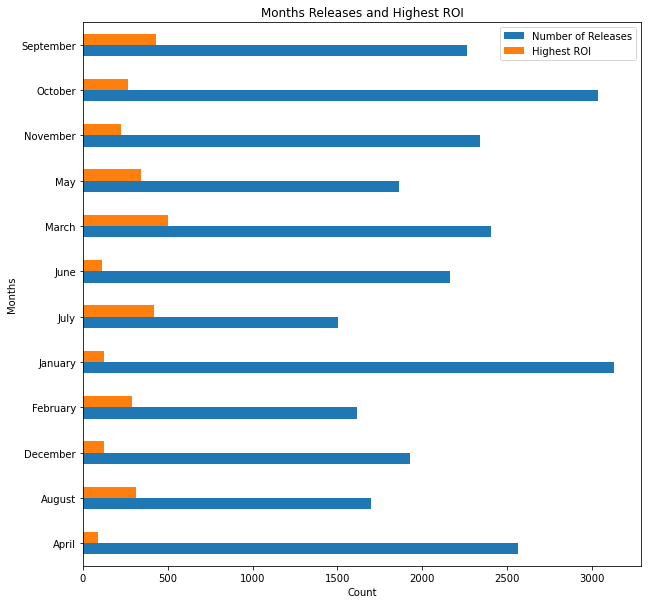 Months Releases and Highest ROI
Number of Releases
Highest ROI
September
October
November
May
March
June
July
January
February
December
August
April
Months
0 500 1000 1500 2000 2500 3000
Count